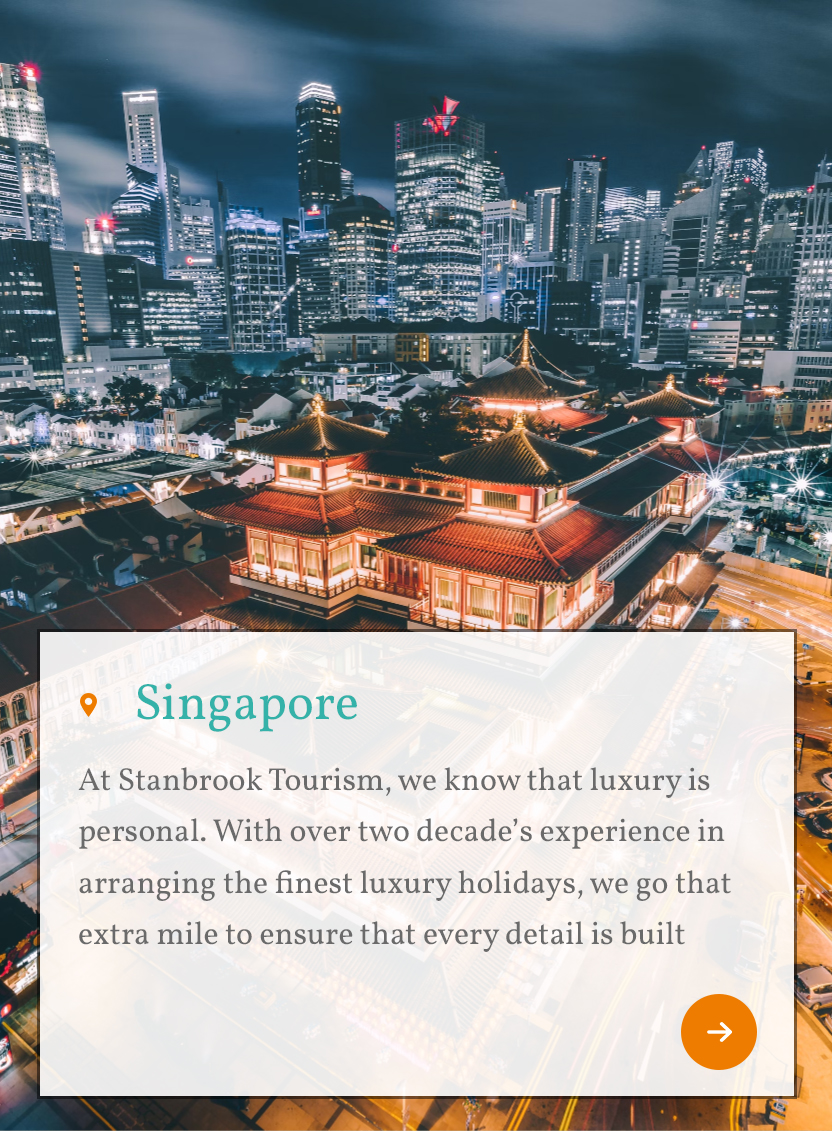 Singapore
At Stanbrook Tourism, we know that luxury is
personal. With over two decade’s experience in
arranging the finest luxury holidays, we go that
extra mile to ensure that every detail is built